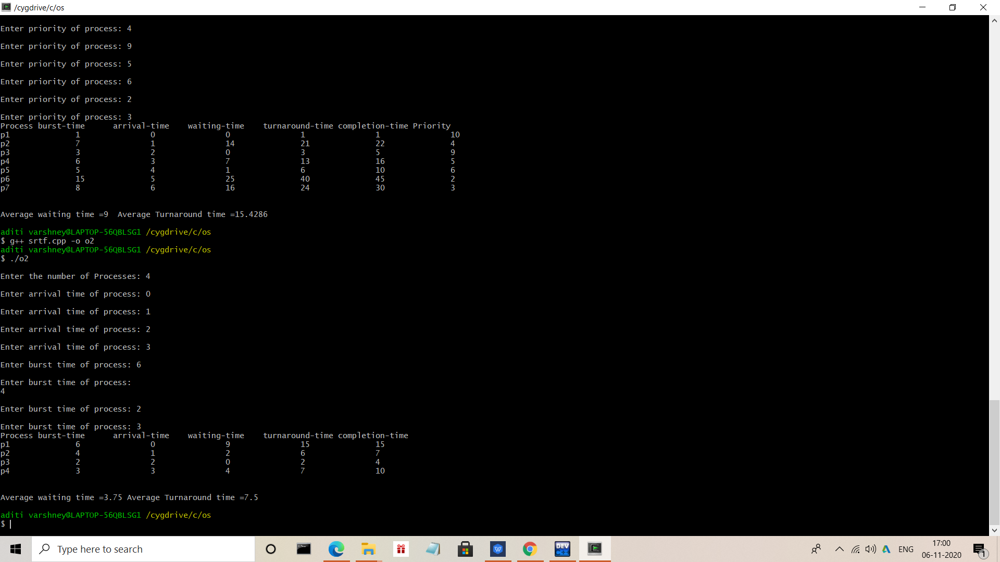 /cygdrive/c/os
Enter priority of process: 4
Enter priority of process: 9
Enter priority of process: 5
Enter priority of process: 6
Enter priority of process: 2
Enter priority of process: 3
Process burst-time      arrival-time    waiting-time    turnaround-time completion-time Priority
p1              1               0               0               1               1               10
p2              7               1               14              21              22              4
p3              3               2               0               3               5               9
p4              6               3               7               13              16              5
p5              5               4               1               6               10              6
p6              15              5               25              40              45              2
p7              8               6               16              24              30              3
Average waiting time =9  Average Turnaround time =15.4286
aditi varshney@LAPTOP-56QBLSG1 /cygdrive/c/os
$ g++ srtf.cpp -o o2
aditi varshney@LAPTOP-56QBLSG1 /cygdrive/c/os
$ ./o2
Enter the number of Processes: 4
Enter arrival time of process: 0
Enter arrival time of process: 1
Enter arrival time of process: 2
Enter arrival time of process: 3
Enter burst time of process: 6
Enter burst time of process:
4
Enter burst time of process: 2
Enter burst time of process: 3
Process burst-time      arrival-time    waiting-time    turnaround-time completion-time
p1              6               0               9               15              15
p2              4               1               2               6               7
p3              2               2               0               2               4
p4              3               3               4               7               10
Average waiting time =3.75 Average Turnaround time =7.5
aditi varshney@LAPTOP-56QBLSG1 /cygdrive/c/os
$
Type here to search
DEV
C++
ENG
17:00
06-11-2020
1